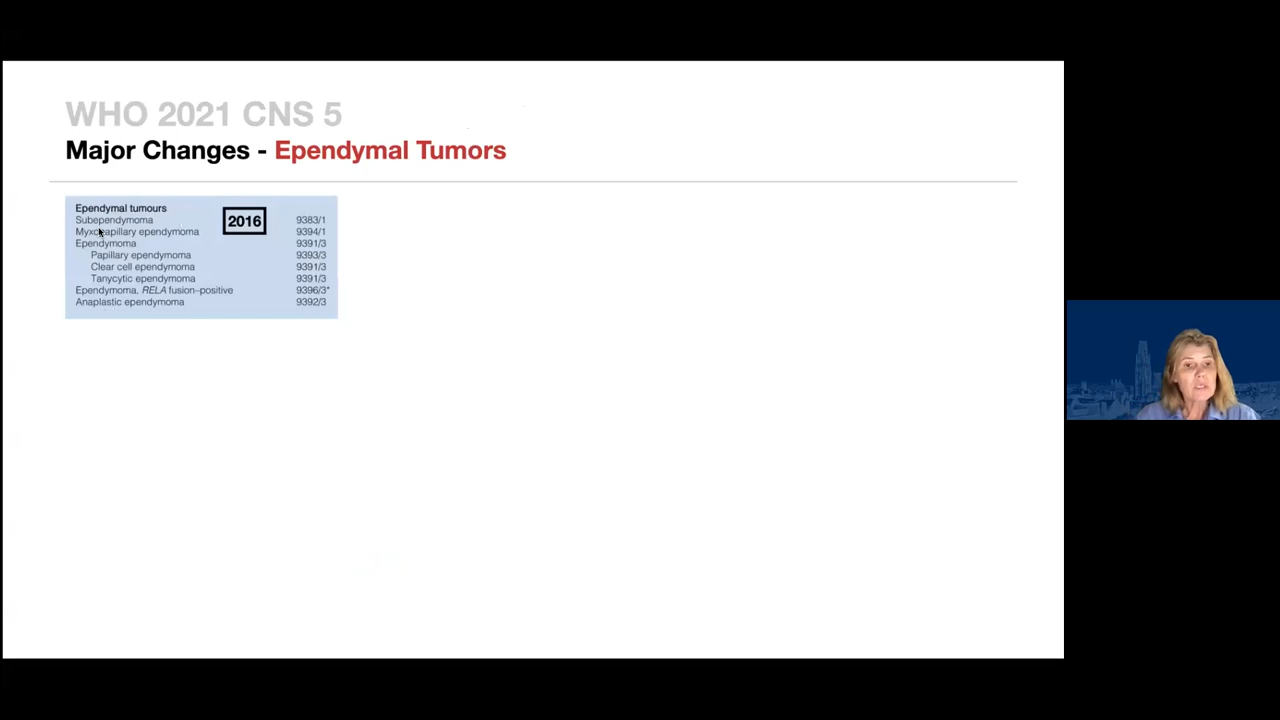 WHO 2021 CNS 5
Major Changes - Ependymal Tumors
Ependymal tumours
2016
Subependymoma 9383/1
Myxopapillary ependymoma 9394/1
Ependymoma 9391/3
Papillary ependymoma 9393/3
Clear cell ependymoma 9391/3
Tanycytic ependymoma 9391/3
Ependymoma, RELA fusion–positive 9396/3*
Anaplastic ependymoma 9392/3